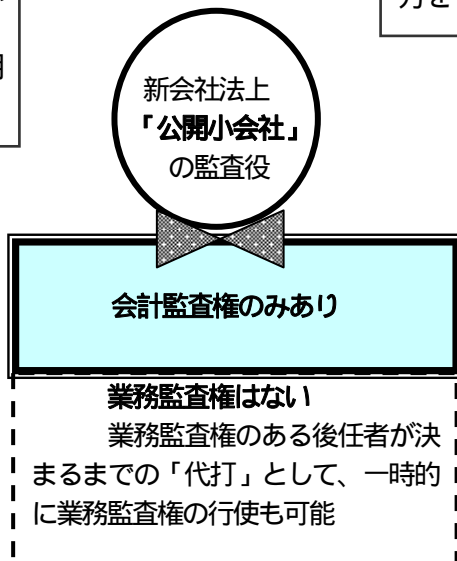 新会社法上
「公開小会社」
の監査役
会計監査権のみあり
業務監査権はない
業務監査権のある後任者が決
まるまでの「代打」として、一時的
に業務監査権の行使も可能